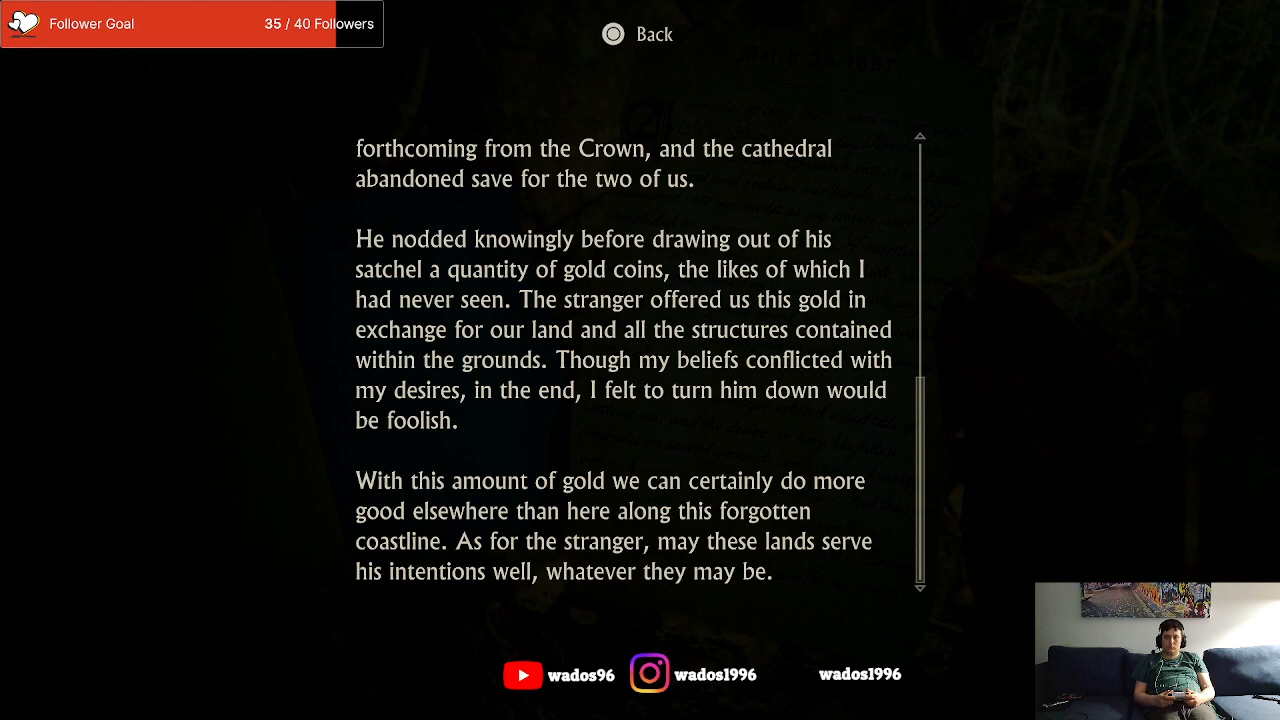 Follower Goal
35 / 40 Followers
Back
forthcoming from the Crown, and the cathedral
abandoned save for the two of us.
He nodded knowingly before drawing out of his
satchel a quantity of gold coins, the likes of which I
had never seen. The stranger offered us this gold in
exchange for our land and all the structures contained
within the grounds. Though my beliefs conflicted with
my desires, in the end, I felt to turn him down would
be foolish.
With this amount of gold we can certainly do more
good elsewhere than here along this forgotten
coastline. As for the stranger, may these lands serve
his intentions well, whatever they may be.
wados96
wados1996
wados1996